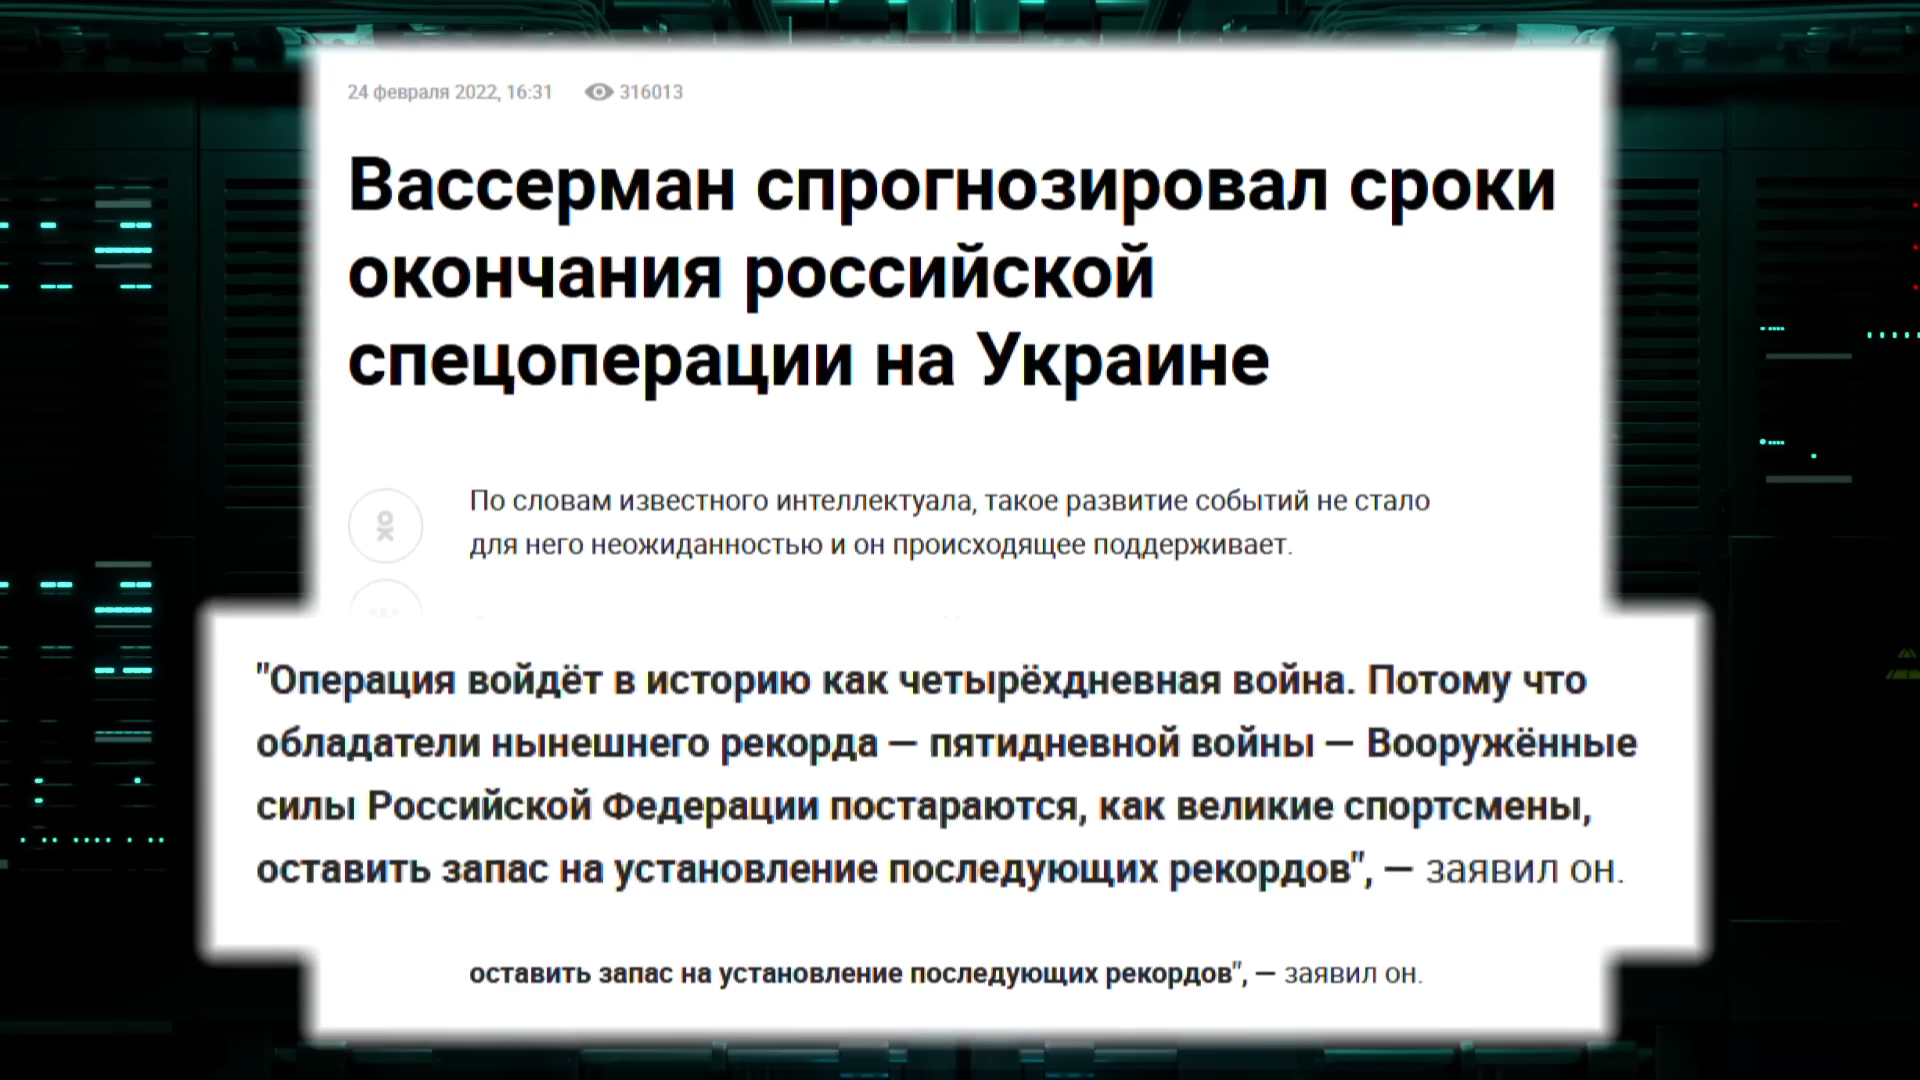 24 февраля 2022, 16:31 316013
Вассерман спрогнозировал сроки
окончания российской
спецоперации на Украине
По словам известного интеллектуала, такое развитие событий не стало
для него неожиданностью и он происходящее поддерживает.
"Операция войдёт в историю как четырёхдневная война. Потому что
обладатели нынешнего рекорда — пятидневной войны — Вооружённые
силы Российской Федерации постараются, как великие спортсмены,
оставить запас на установление последующих рекордов", — заявил он.
оставить запас на установление последующих рекордов", — заявил он.